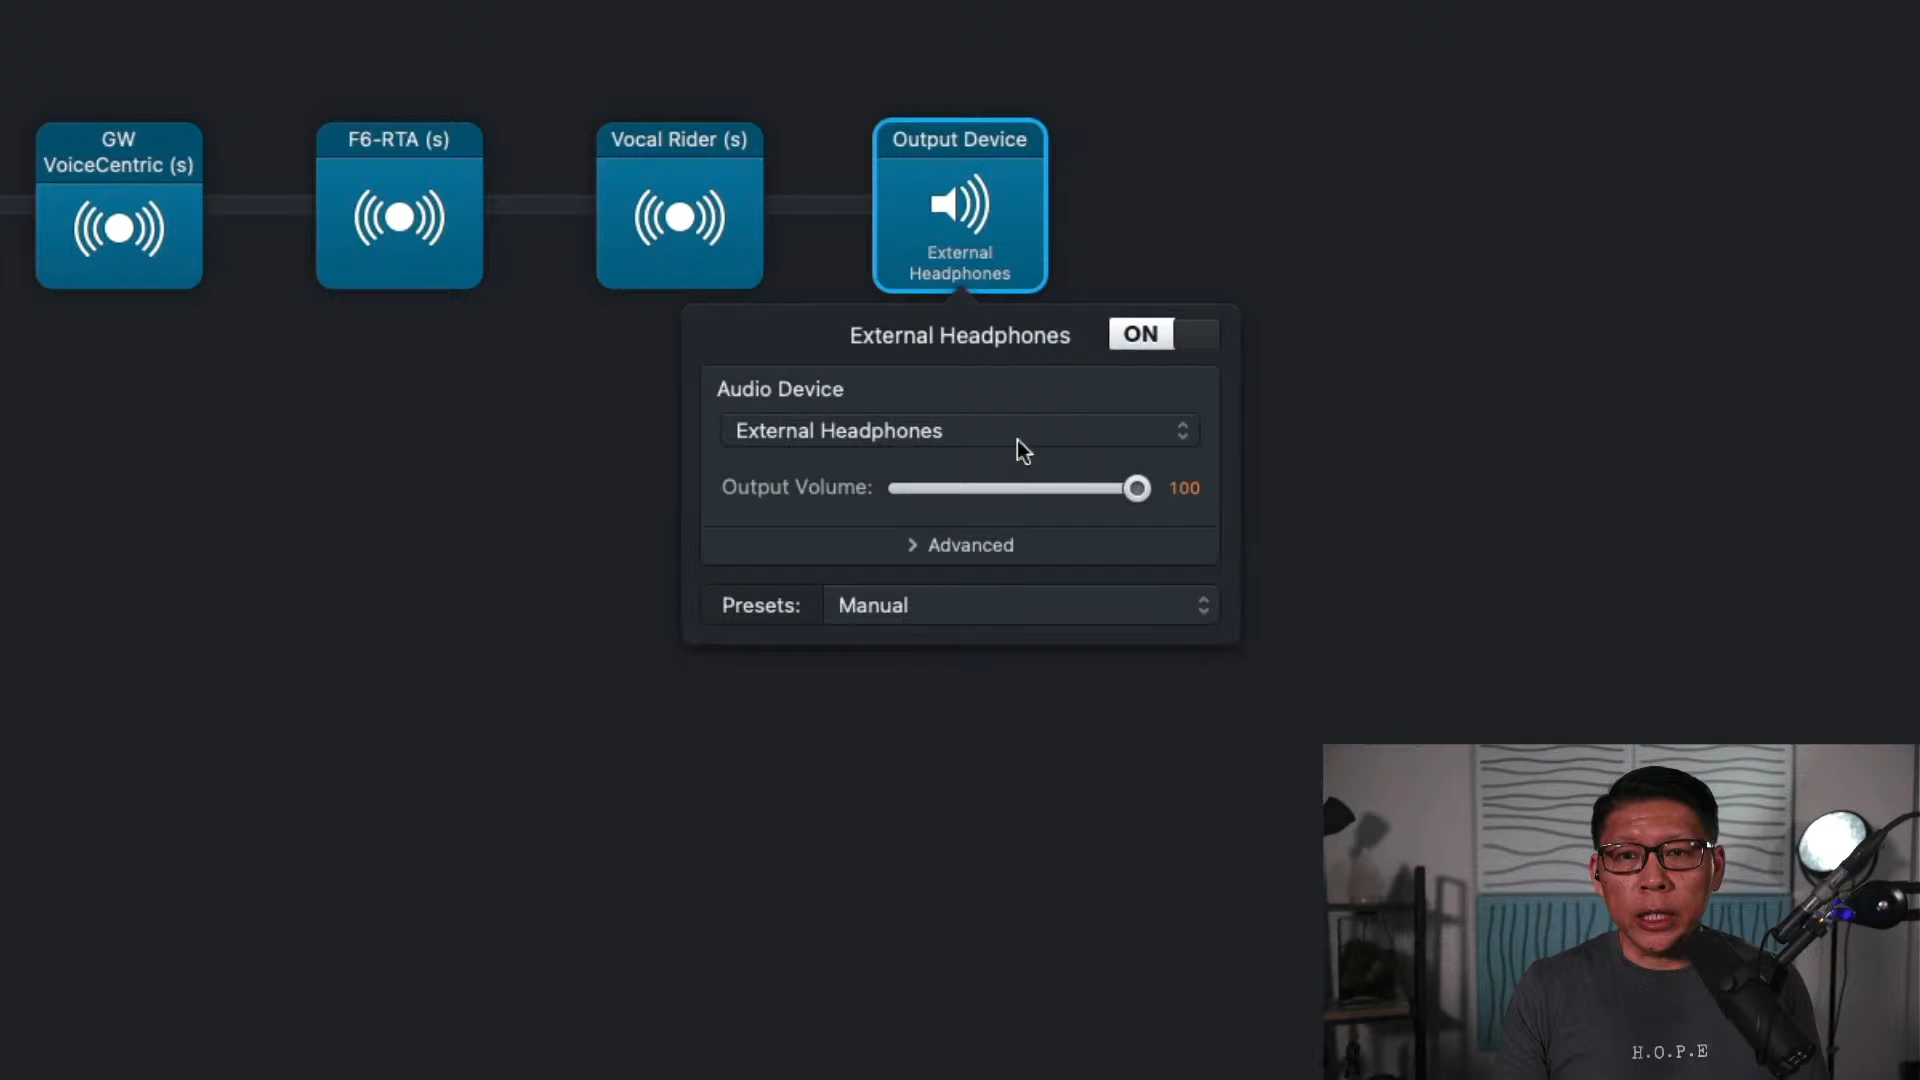 GW
VoiceCentric (s)
F6-RTA (s)
Vocal Rider (s)
Output Device
External
Headphones
External Headphones
ON
Audio Device
External Headphones
Output Volume:
100
Advanced
Presets:
Manual
H.O.P.E